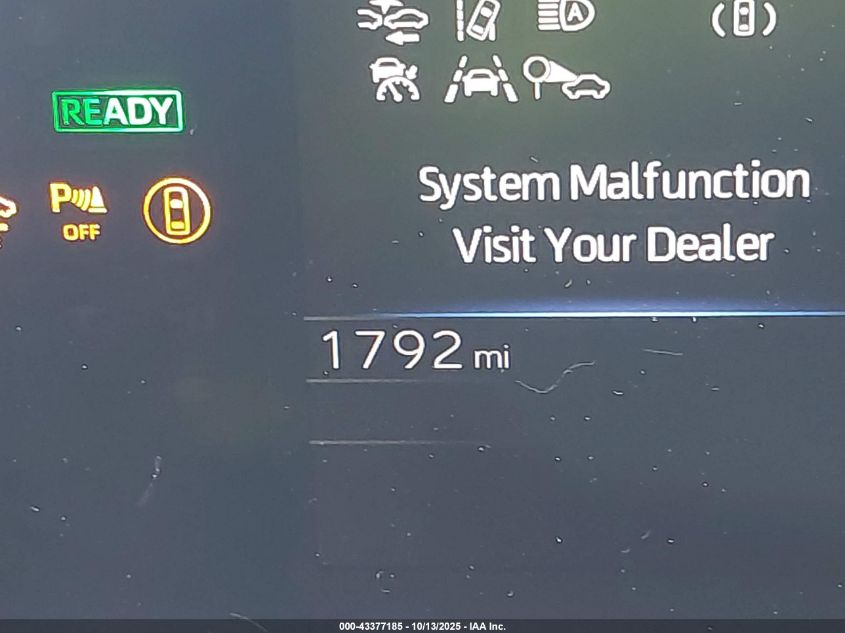 A
READY
P
OFF
System Malfunction
Visit Your Dealer
1792 mi
000-43377185 - 10/13/2025 - IAA Inc.